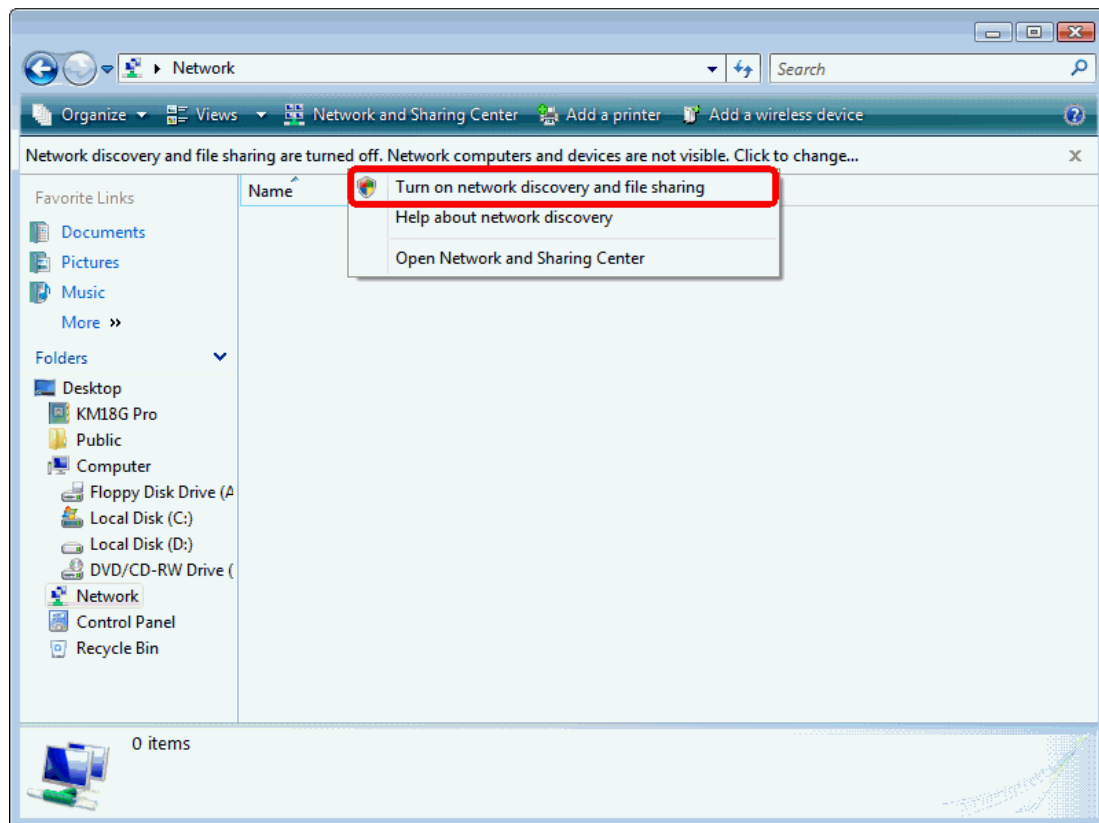 Network
Search
Organize Views Network and Sharing Center Add a printer Add a wireless device
Network discovery and file sharing are turned off. Network computers and devices are not visible. Click to change...
Turn on network discovery and file sharing
Help about network discovery
Open Network and Sharing Center
Name
Favorite Links
Documents
Pictures
Music
More »
Folders
Desktop
KM18G Pro
Public
Computer
Floppy Disk Drive (A
Local Disk (C:)
Local Disk (D:)
DVD/CD-RW Drive (
Network
Control Panel
Recycle Bin
0 items